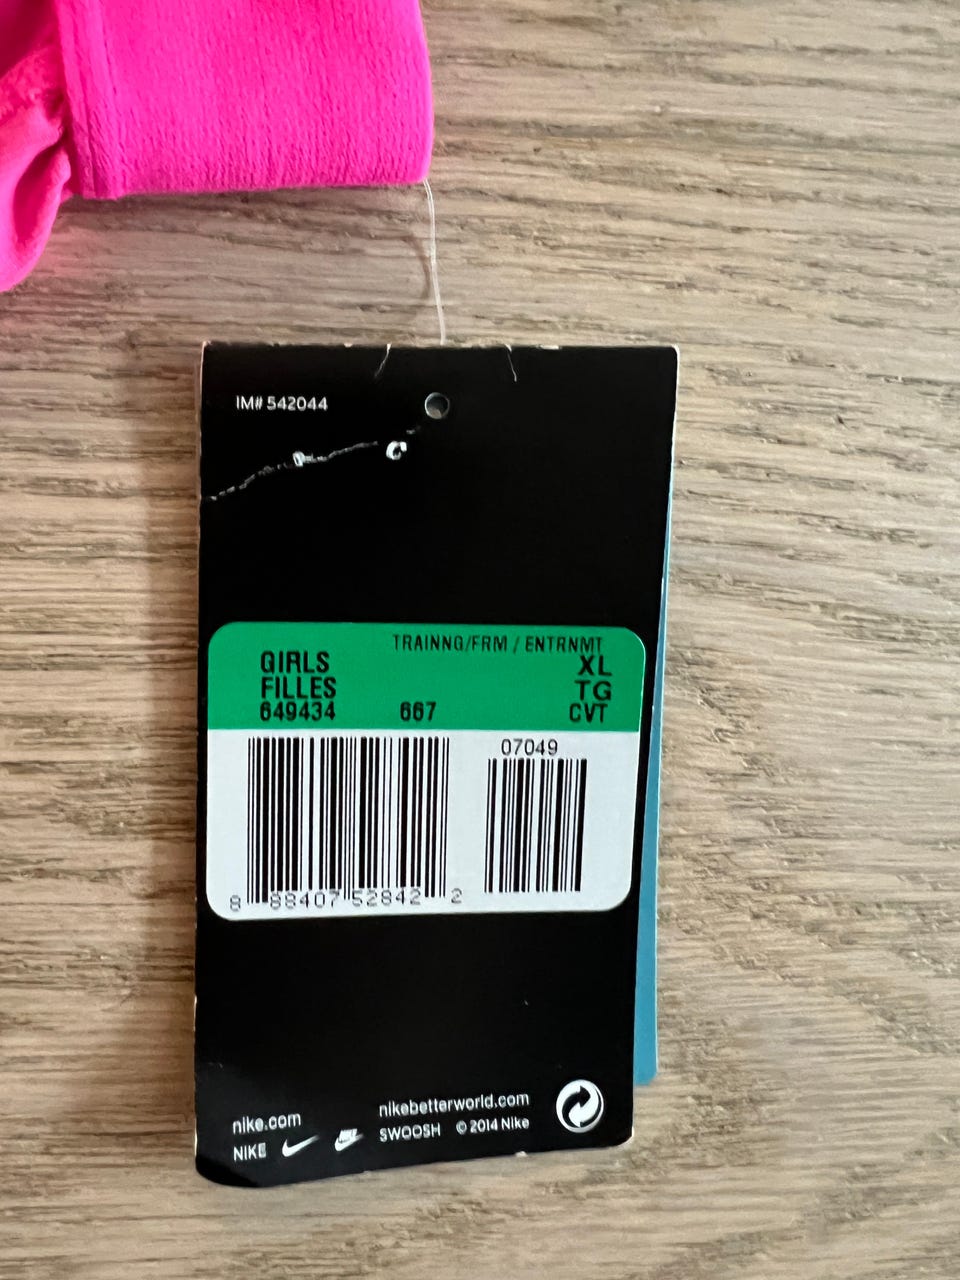 IM# 542044
TRAINNG/FRM / ENTRNMT
GIRLS XL
FILLES TG
649434 667 CVT
07049
8 88407 52842 2
nike.com nikebetterworld.com
NIKE SWOOSH © 2014 Nike